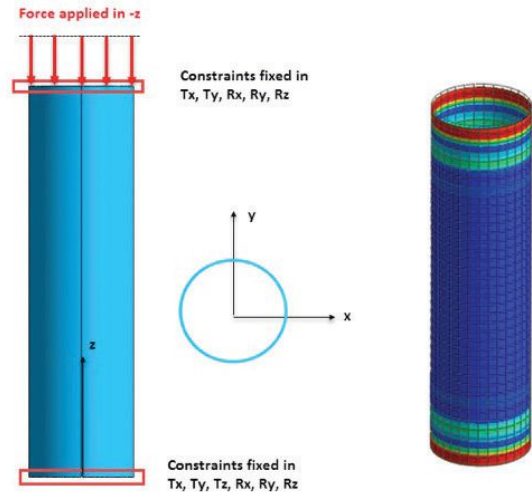 Force applied in -z
Constraints fixed in
Tx, Ty, Rx, Ry, Rz
y
x
z
Constraints fixed in
Tx, Ty, Tz, Rx, Ry, Rz